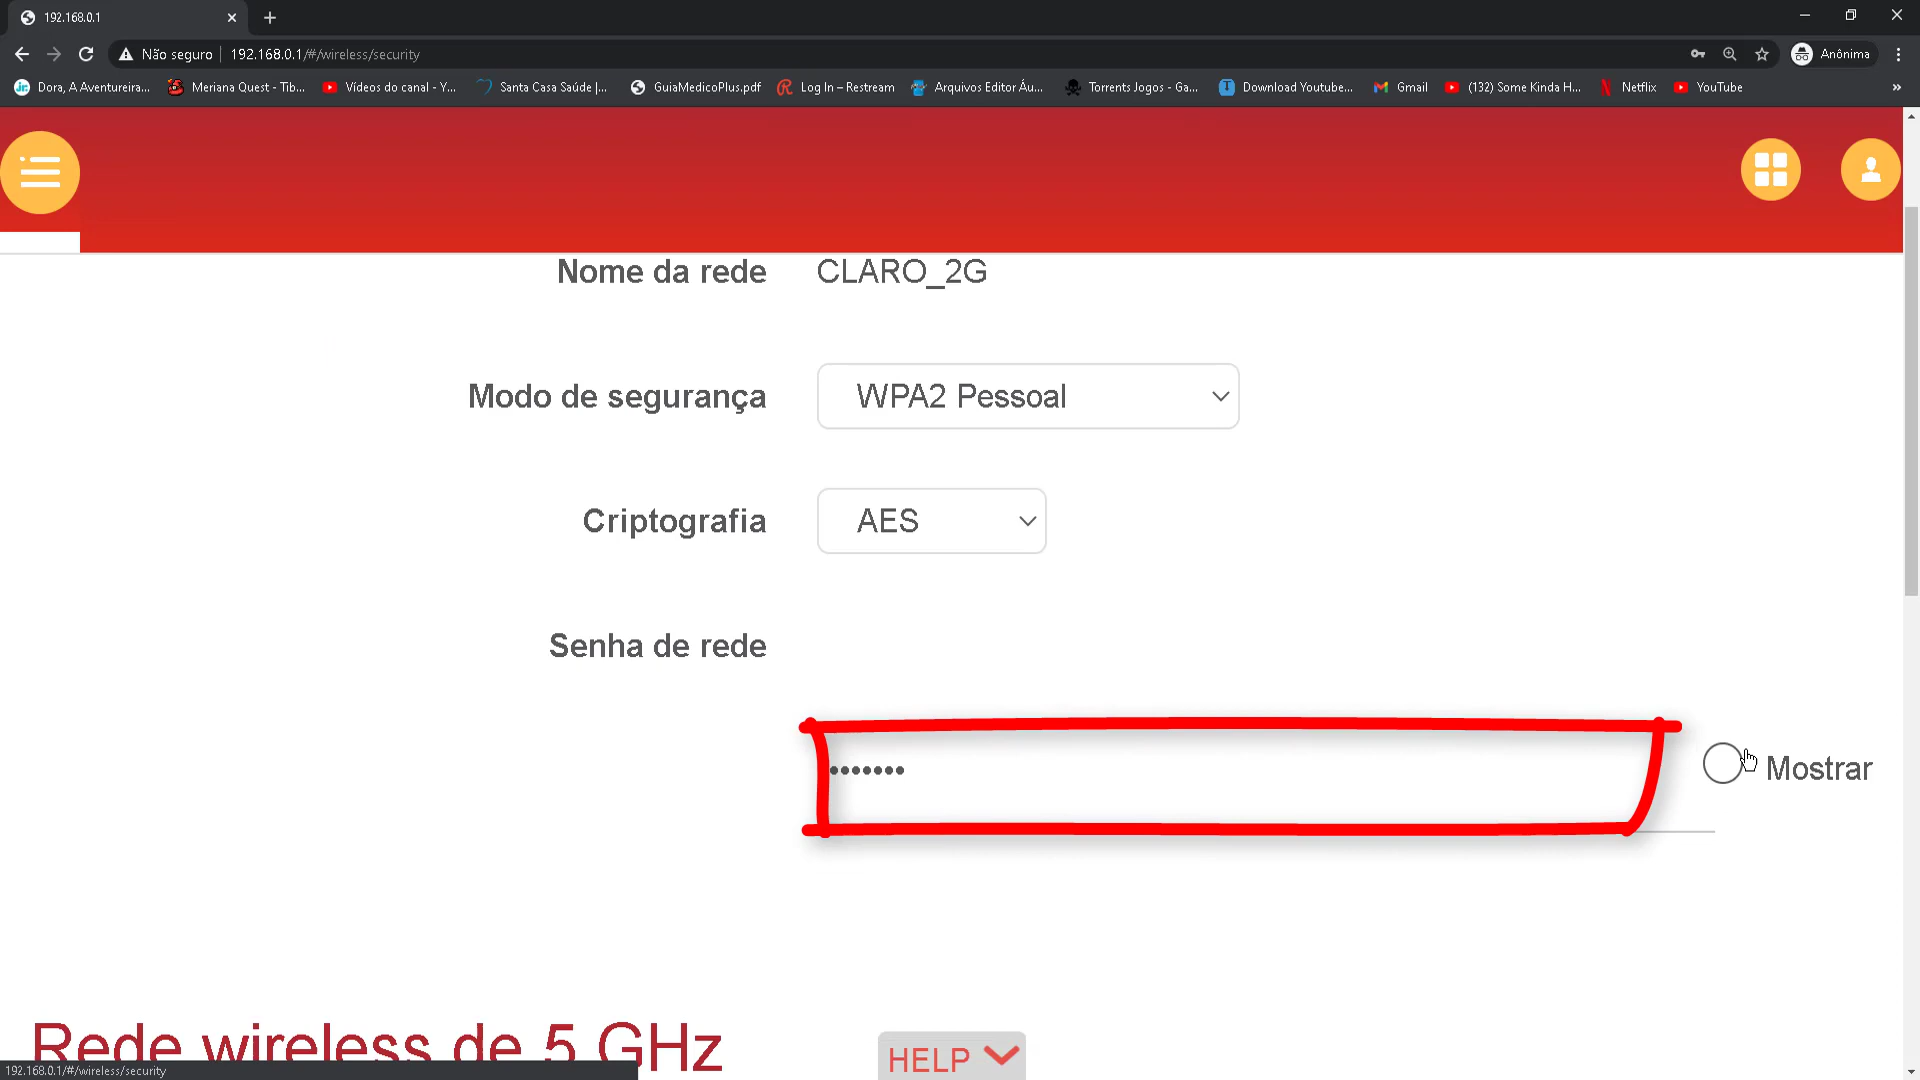 192.168.0.1
Não seguro 192.168.0.1/#/wireless/security Anônima
Dora, A Aventureira... Meriana Quest - Tib... Vídeos do canal - Y... Santa Casa Saúde |... GuiaMedicoPlus.pdf Log In – Restream Arquivos Editor Áu... Torrents Jogos - Ga... Download Youtube... Gmail (132) Some Kinda H... Netflix YouTube
Nome da rede CLARO_2G
Modo de segurança WPA2 Pessoal
Criptografia AES
Senha de rede
••••••• Mostrar
Rede wireless de 5 GHz HELP
192.168.0.1/#/wireless/security